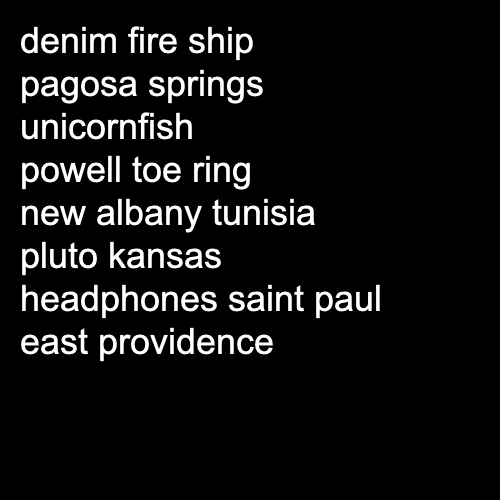 denim fire ship
pagosa springs
unicornfish
powell toe ring
new albany tunisia
pluto kansas
headphones saint paul
east providence